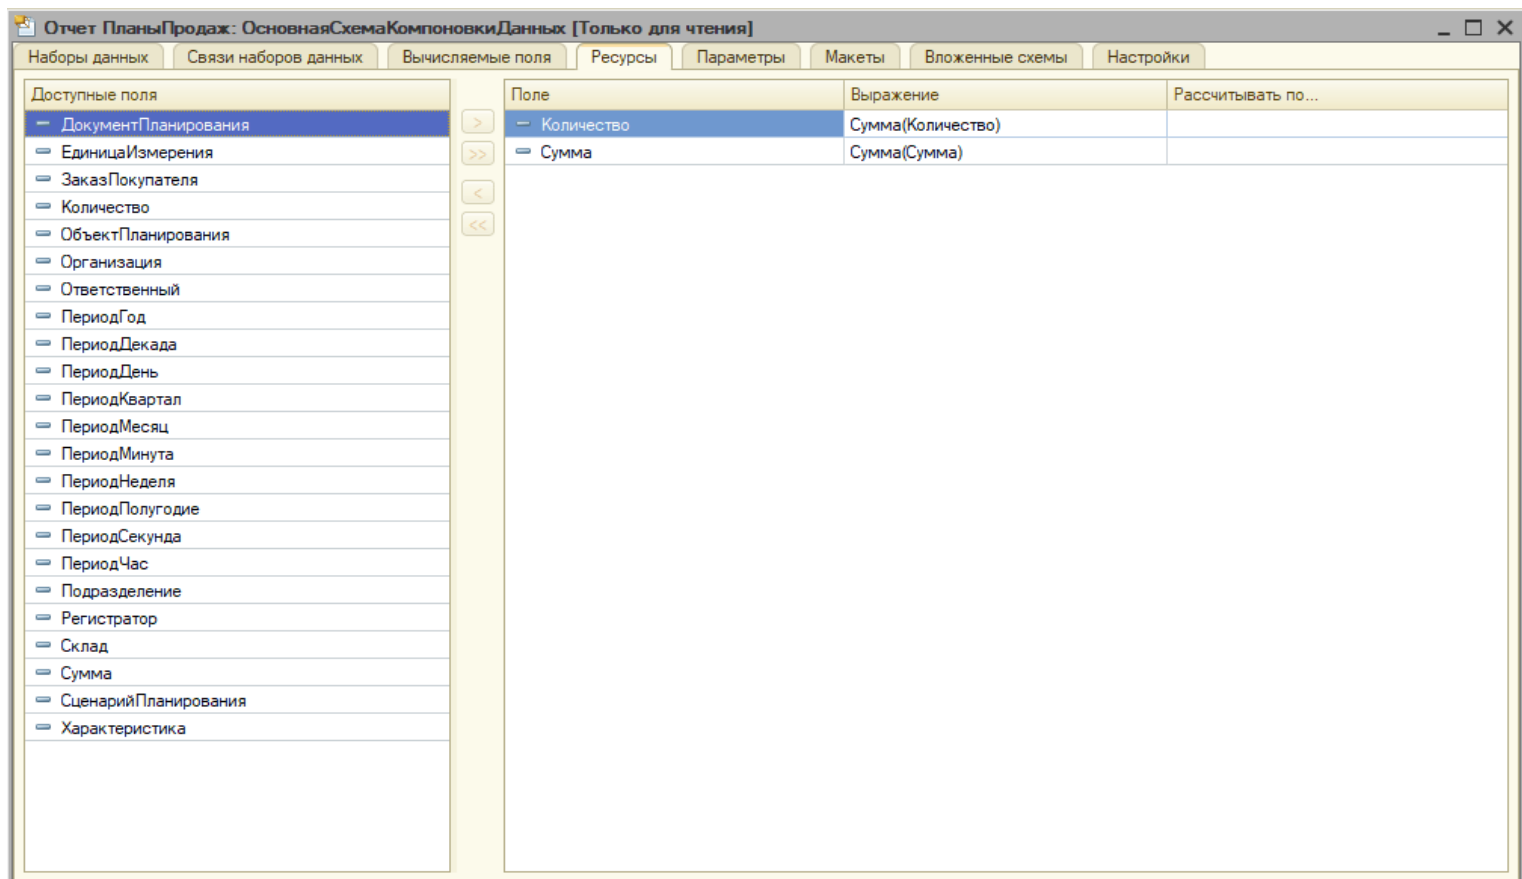 Отчет ПланыПродаж: ОсновнаяСхемаКомпоновкиДанных [Только для чтения]
Наборы данных Связи наборов данных Вычисляемые поля Ресурсы Параметры Макеты Вложенные схемы Настройки
Доступные поля
ДокументПланирования
ЕдиницаИзмерения
ЗаказПокупателя
Количество
ОбъектПланирования
Организация
Ответственный
ПериодГод
ПериодДекада
ПериодДень
ПериодКвартал
ПериодМесяц
ПериодМинута
ПериодНеделя
ПериодПолугодие
ПериодСекунда
ПериодЧас
Подразделение
Регистратор
Склад
Сумма
СценарийПланирования
Характеристика
>
>>
<
<<
Поле Выражение Рассчитывать по...
Количество Сумма(Количество)
Сумма Сумма(Сумма)